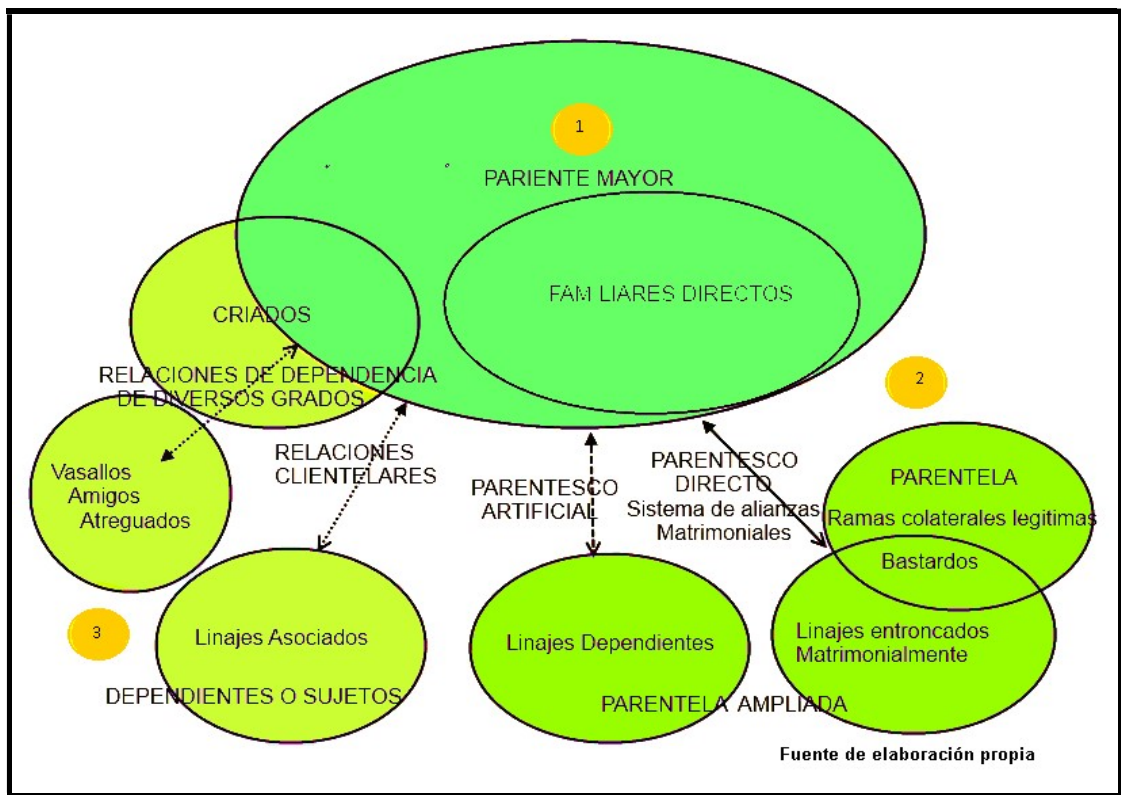 1
PARIENTE MAYOR
FAM LIARES DIRECTOS
CRIADOS
RELACIONES DE DEPENDENCIA
DE DIVERSOS GRADOS
2
RELACIONES
CLIENTELARES
PARENTESCO
ARTIFICIAL
PARENTESCO
DIRECTO
Sistema de alianzas
Matrimoniales
PARENTELA
Ramas colaterales legitimas
Bastardos
Vasallos
Amigos
Atreguados
3
Linajes Asociados
DEPENDIENTES O SUJETOS
Linajes Dependientes
Linajes entroncados
Matrimonialmente
PARENTELA AMPLIADA
Fuente de elaboración propia